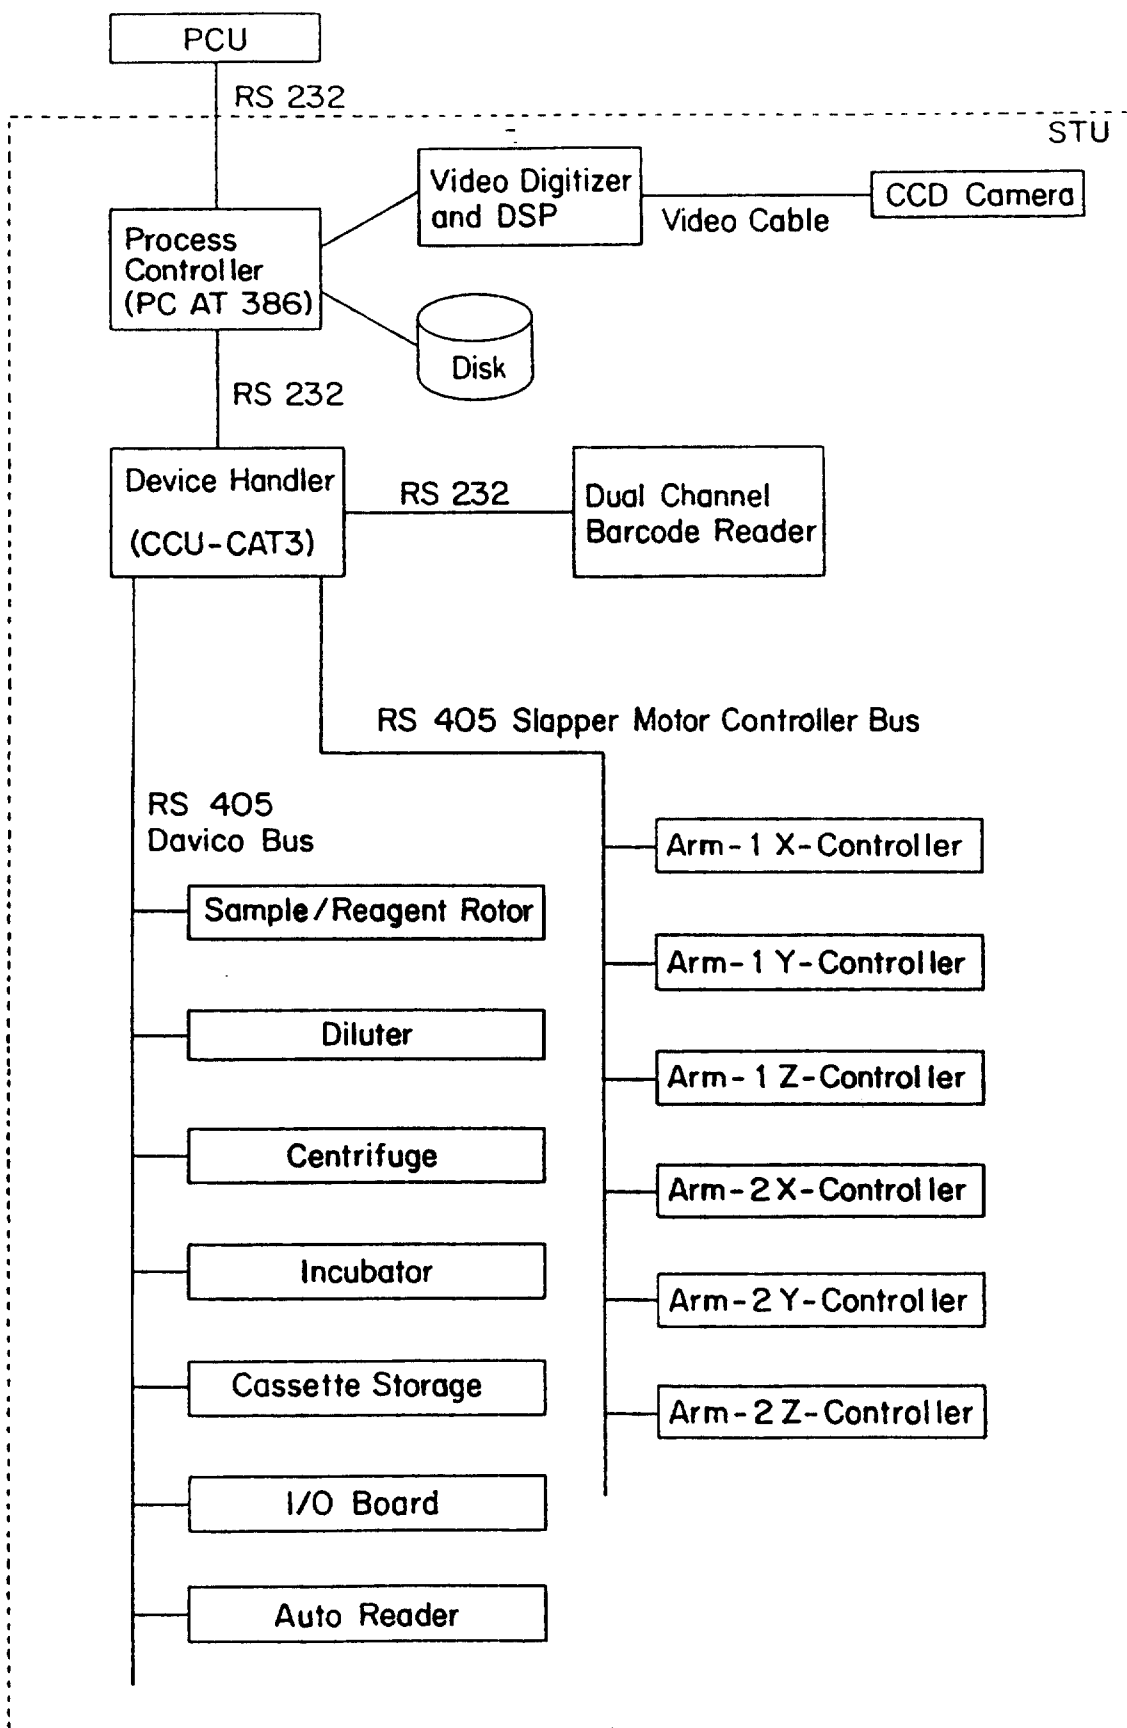 PCU
RS 232
STU
Video Digitizer
and DSP
Video Cable
CCD Camera
Process
Controller
(PC AT 386)
Disk
RS 232
Device Handler
(CCU-CAT3)
RS 232
Dual Channel
Barcode Reader
RS 405 Slapper Motor Controller Bus
RS 405
Davico Bus
Sample/Reagent Rotor
Diluter
Centrifuge
Incubator
Cassette Storage
I/O Board
Auto Reader
Arm-1 X-Controller
Arm-1 Y-Controller
Arm-1 Z-Controller
Arm-2 X-Controller
Arm-2 Y-Controller
Arm-2 Z-Controller